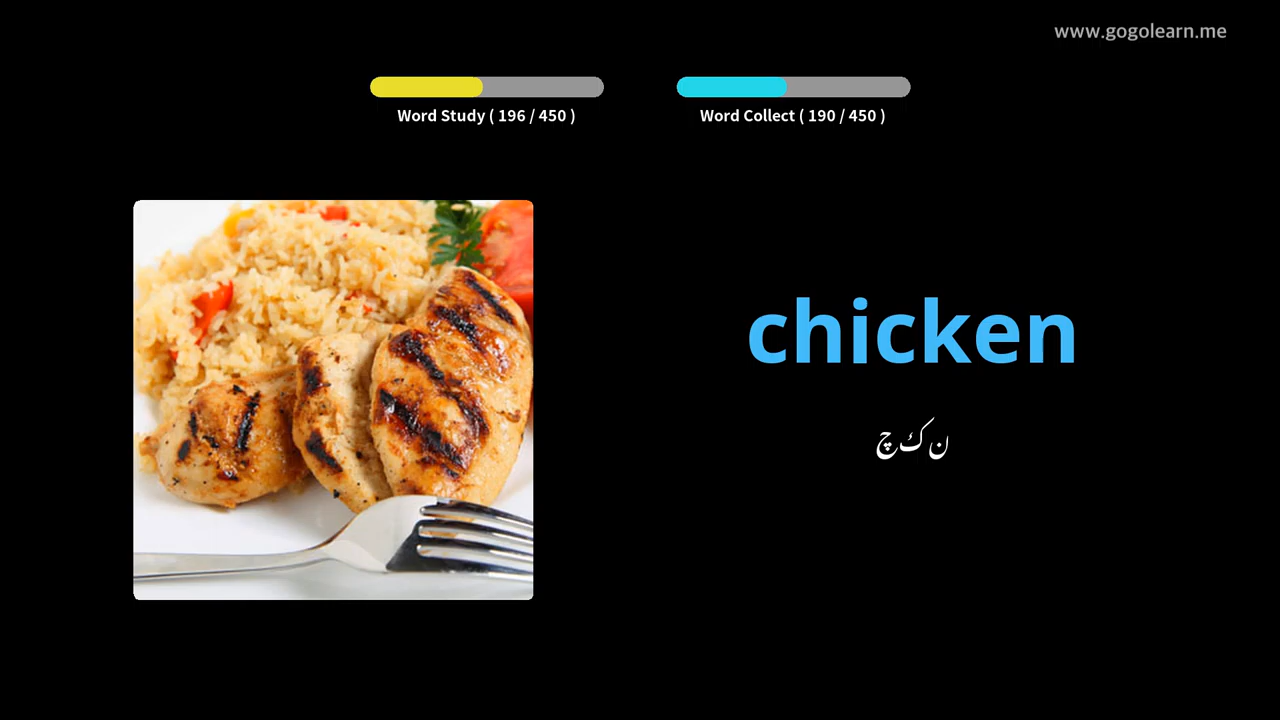 www.gogolearn.me
Word Study ( 196 / 450 )
Word Collect ( 190 / 450 )
chicken
ن ک چ